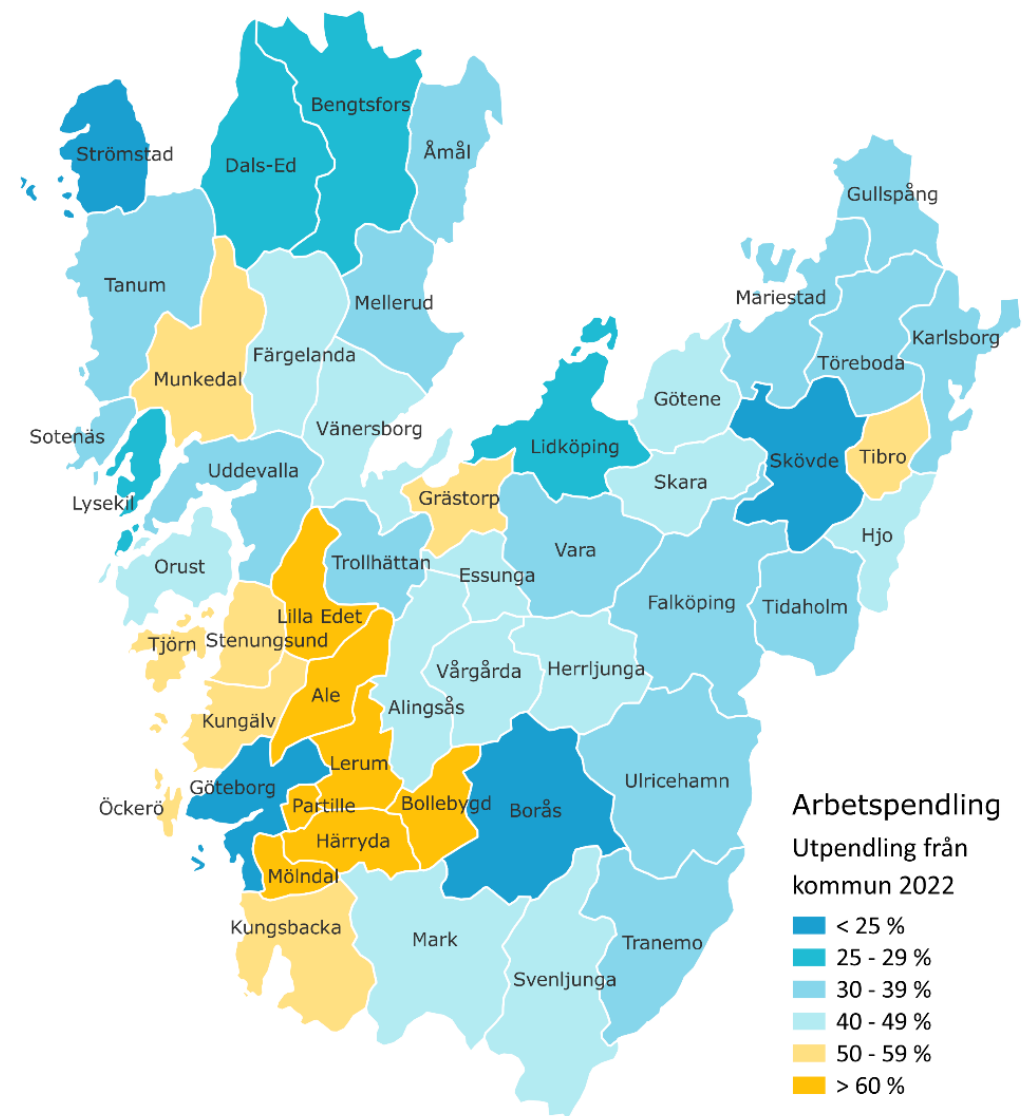 Bengtsfors
Strömstad
Dals-Ed
Åmål
Gullspång
Tanum
Mellerud
Mariestad
Karlsborg
Färgelanda
Töreboda
Munkedal
Götene
Vänersborg
Sotenäs
Lidköping
Tibro
Skövde
Uddevalla
Skara
Grästorp
Lysekil
Hjo
Vara
Trollhättan
Orust
Essunga
Falköping
Tidaholm
Lilla Edet
Stenungsund
Tjörn
Herrljunga
Vårgårda
Ale
Alingsås
Kungälv
Lerum
Ulricehamn
Göteborg
Öckerö
Partille
Bollebygd
Borås
Härryda
Mölndal
Kungsbacka
Mark
Tranemo
Svenljunga
Arbetspendling
Utpendling från
kommun 2022
< 25 %
25 - 29 %
30 - 39 %
40 - 49 %
50 - 59 %
> 60 %